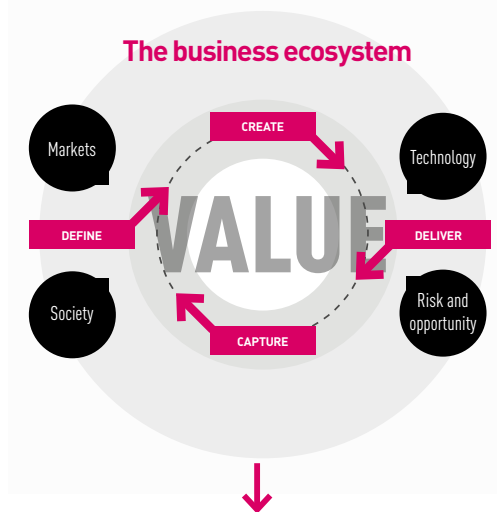 The business ecosystem
CREATE
Markets
Technology
VALUE
DEFINE
DELIVER
Society
Risk and
opportunity
CAPTURE